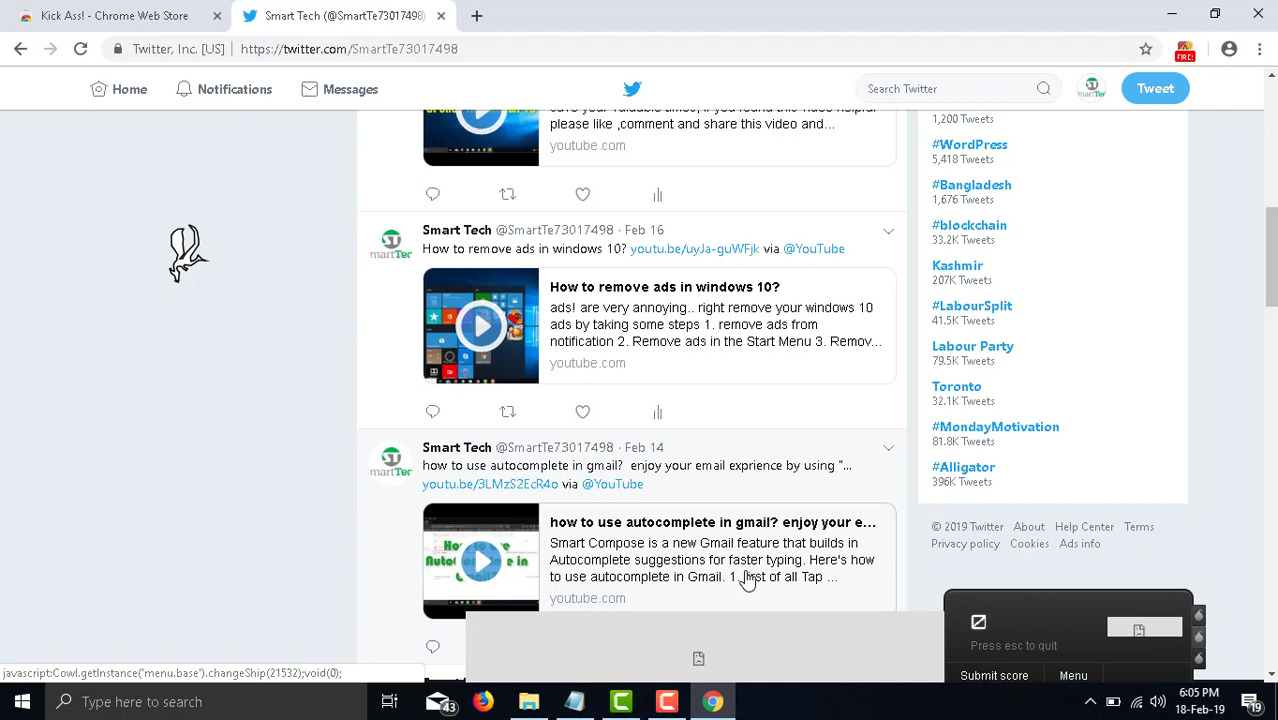 Kick Ass! - Chrome Web Store
Smart Tech (@SmartTe73017498)
Twitter, Inc. [US] | https://twitter.com/SmartTe73017498
FIRE!
Home
Notifications
Messages
Search Twitter
Tweet
please like ,comment and share this video and...
youtube.com
Smart Tech @SmartTe73017498 · Feb 16
How to remove ads in windows 10? youtu.be/uyJa-guWFjk via @YouTube
martTec
How to remove ads in windows 10?
ads! are very annoying.. right remove your windows 10
ads by taking some steps 1. remove ads from
notification 2. Remove ads in the Start Menu 3. Remov...
youtube.com
Smart Tech @SmartTe73017498 · Feb 14
how to use autocomplete in gmail? enjoy your email exprience by using "...
martTec
youtu.be/3LMzS2EcR4o via @YouTube
how to use autocomplete in gmail? enjoy your e...
Smart Compose is a new Gmail feature that builds in
Autocomplete suggestions for faster typing. Here's how
to use autocomplete in Gmail. 1. first of all Tap ...
youtube.com
1,200 Tweets
#WordPress
5,418 Tweets
#Bangladesh
1,676 Tweets
#blockchain
33.2K Tweets
Kashmir
207K Tweets
#LabourSplit
41.5K Tweets
Labour Party
79.5K Tweets
Toronto
32.1K Tweets
#MondayMotivation
81.8K Tweets
#Alligator
396K Tweets
© 2019 Twitter About Help Center Terms
Privacy policy Cookies Ads info
Press esc to quit
Submit score
Menu
javascript:Cowl.getInstance('menu.base').changeShip(21532);void(0);
Type here to search
43
6:05 PM
18-Feb-19
19